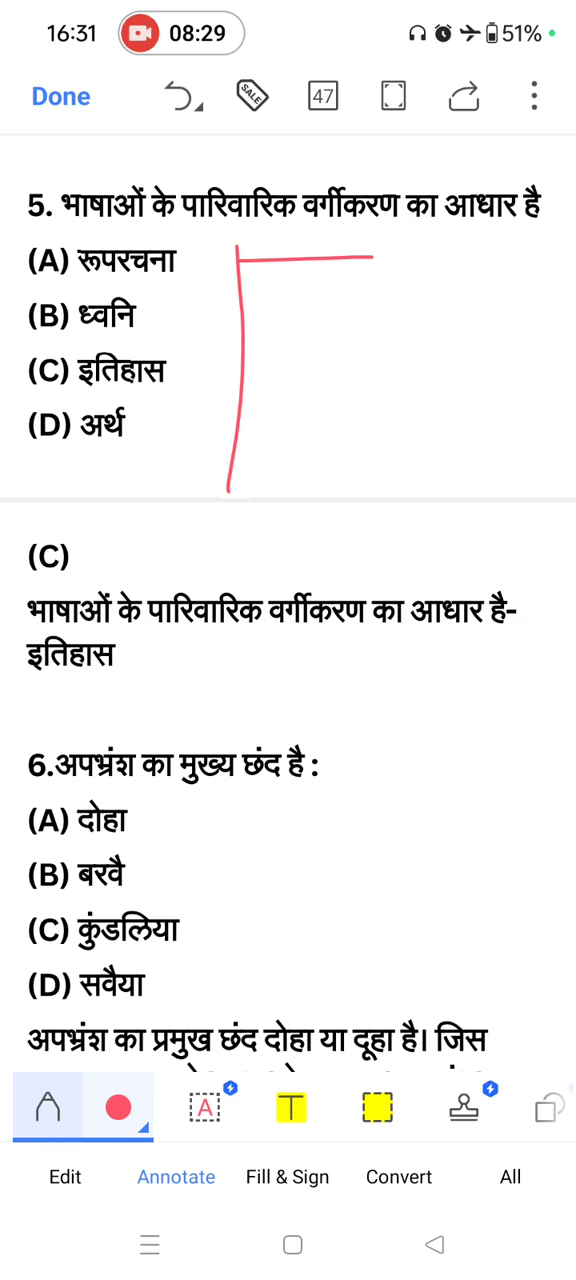 16:31
08:29
51%
Done
SALE
47
5. भाषाओं के पारिवारिक वर्गीकरण का आधार है
(A) रूपरचना
(B) ध्वनि
(C) इतिहास
(D) अर्थ
(C)
भाषाओं के पारिवारिक वर्गीकरण का आधार है-
इतिहास
6.अपभ्रंश का मुख्य छंद है :
(A) दोहा
(B) बरवै
(C) कुंडलिया
(D) सवैया
अपभ्रंश का प्रमुख छंद दोहा या दूहा है। जिस
A T
Edit Annotate Fill & Sign Convert All